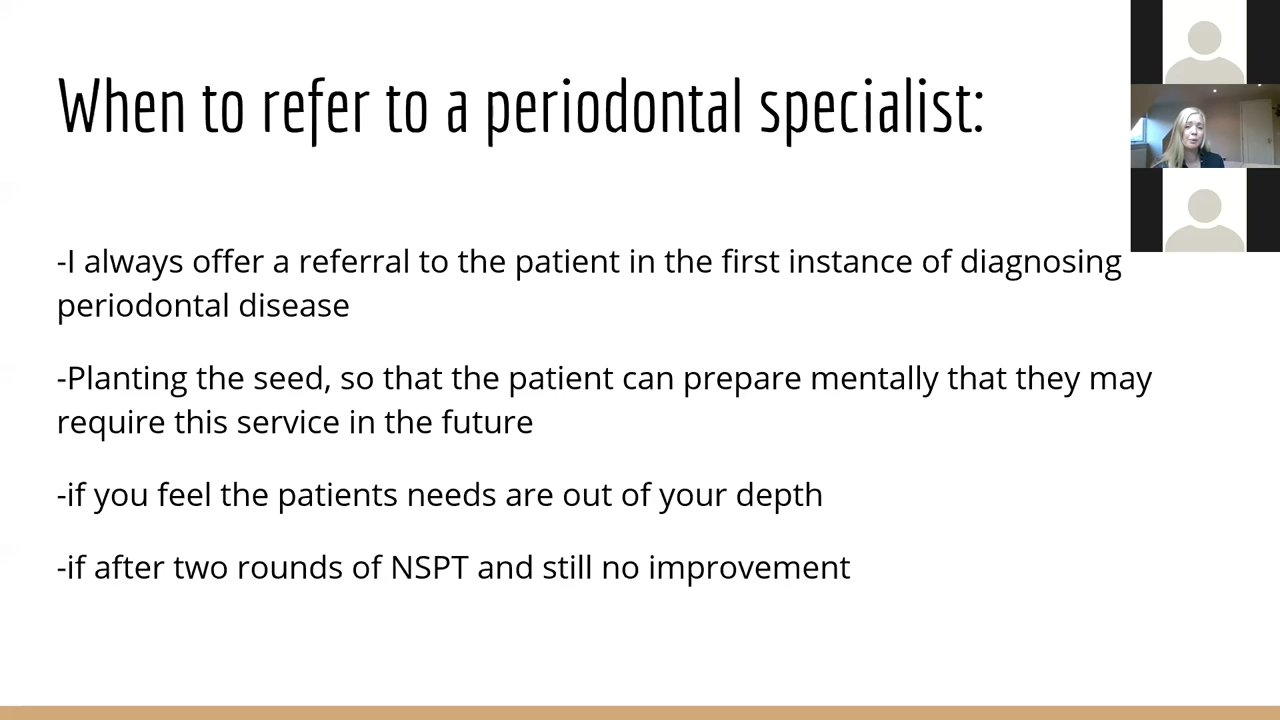 When to refer to a periodontal specialist:
-I always offer a referral to the patient in the first instance of diagnosing
periodontal disease
-Planting the seed, so that the patient can prepare mentally that they may
require this service in the future
-if you feel the patients needs are out of your depth
-if after two rounds of NSPT and still no improvement